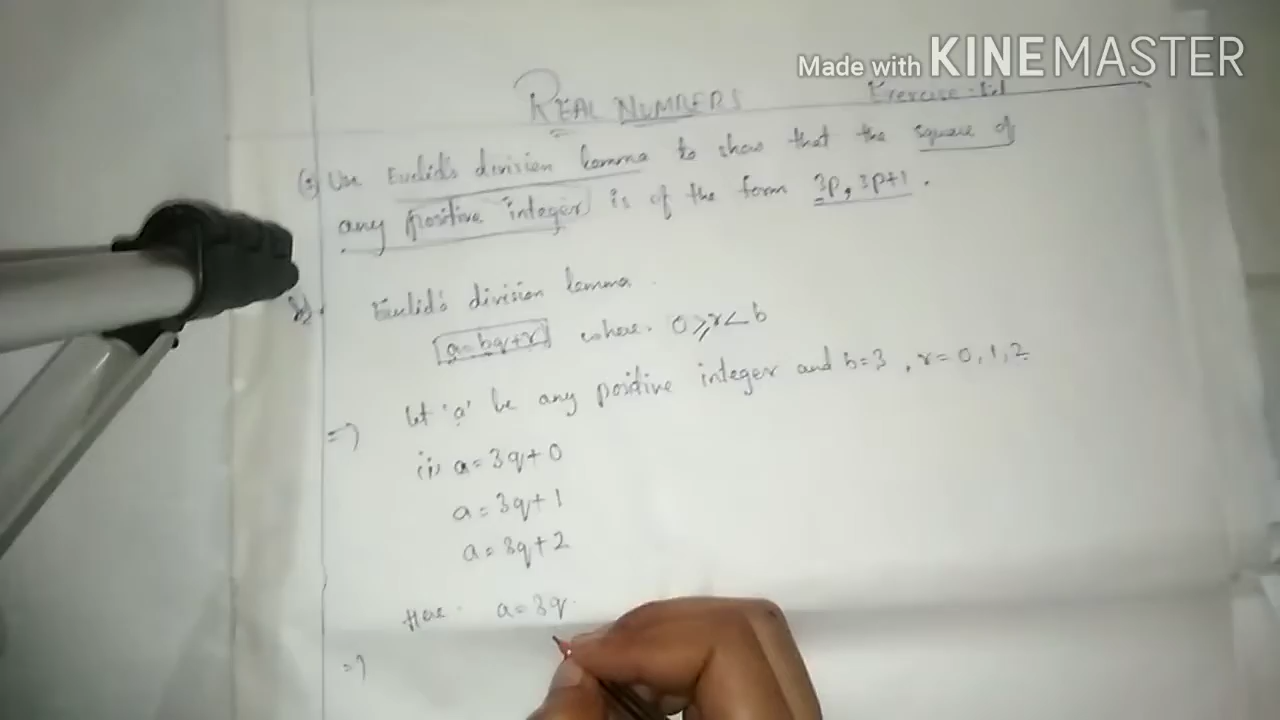 Made with KINEMASTER
REAL NUMBERS Exercise-1.1
Use Euclid's division lemma to show that the square of
any positive integer is of the form 3p, 3p+1.
Euclid's division lemma.
a=bq+r where. 0⩾r<b
=) let 'a' be any positive integer and b=3, r=0,1,2
(i) a=3q+0
a=3q+1
a=3q+2
Here. a=3q.
=)